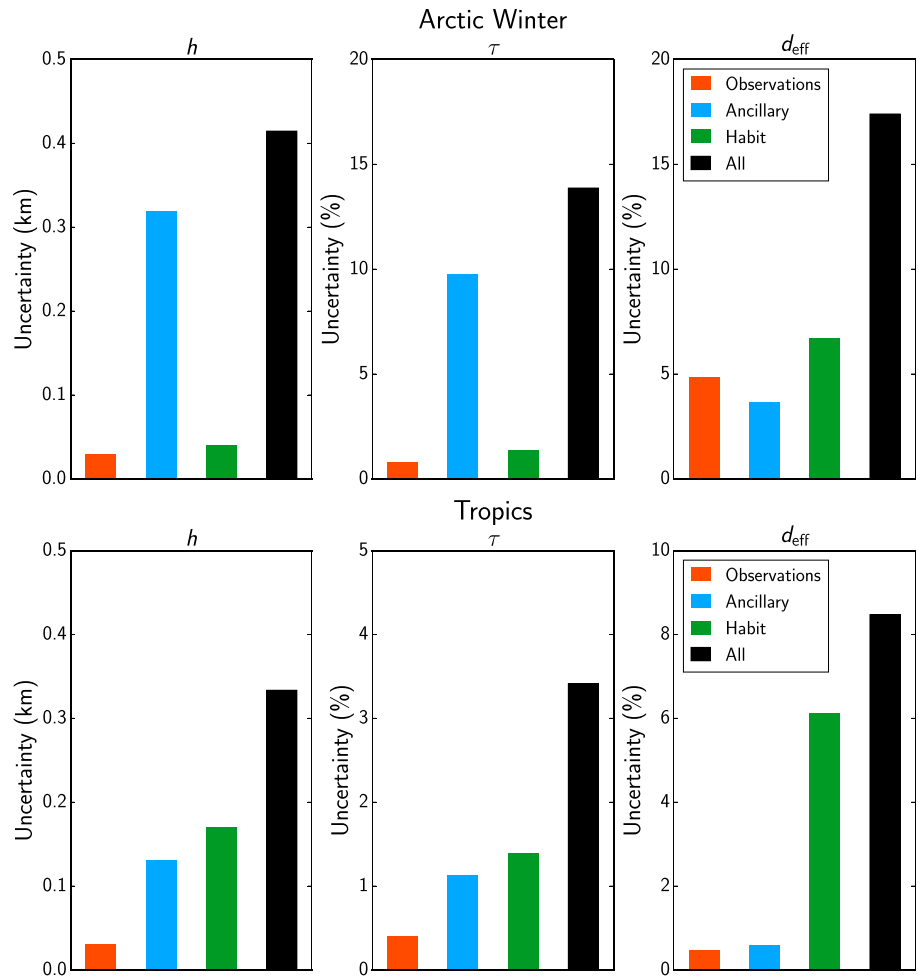 Arctic Winter
h
τ
d_eff
0.5
0.4
0.3
0.2
0.1
0.0
Uncertainty (km)
20
15
10
5
0
Uncertainty (%)
20
15
10
5
0
Uncertainty (%)
Observations
Ancillary
Habit
All
Tropics
h
τ
d_eff
0.5
0.4
0.3
0.2
0.1
0.0
Uncertainty (km)
5
4
3
2
1
0
Uncertainty (%)
10
8
6
4
2
0
Uncertainty (%)
Observations
Ancillary
Habit
All